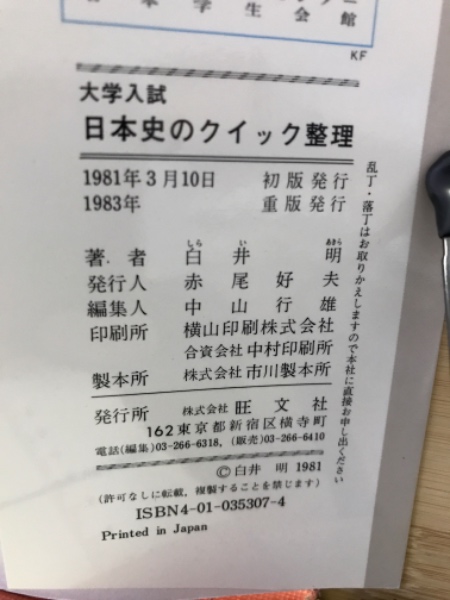 本学生会館
KF
大学入試
日本史のクイック整理
1981年3月10日 初版発行
1983年 重版発行
しら い あきら
著者 白井 明
発行人 赤尾好夫
編集人 中山行雄
印刷所 横山印刷株式会社
合資会社 中村印刷所
製本所 株式会社 市川製本所
発行所 株式会社 旺文社
162東京都新宿区横寺町
電話(編集)03-266-6318, (販売)03-266-6410
©白井 明 1981
(許可なしに転載, 複製することを禁じます)
ISBN4-01-035307-4
Printed in Japan
乱丁・落丁はお取りかえしますので本社に直接お申し出ください